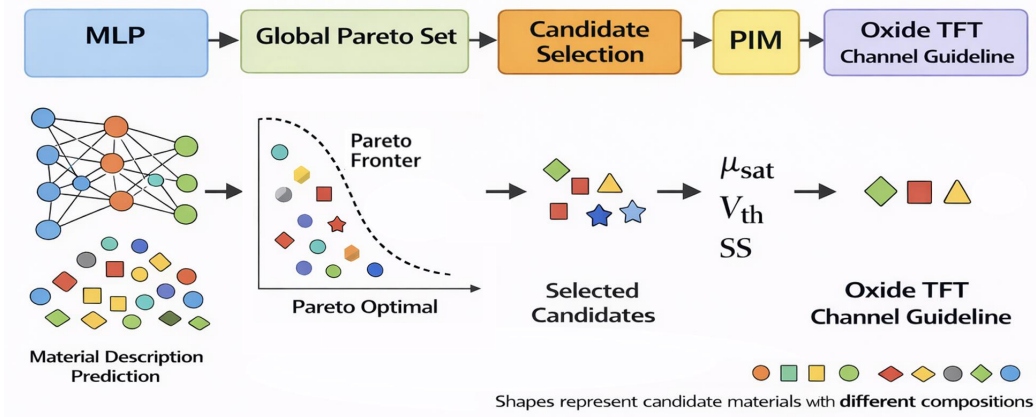 MLP
Global Pareto Set
Candidate
Selection
PIM
Oxide TFT
Channel Guideline
Pareto
Fronter
Pareto Optimal
Material Description
Prediction
Selected
Candidates
μsat
Vth
SS
Oxide TFT
Channel Guideline
Shapes represent candidate materials with different compositions